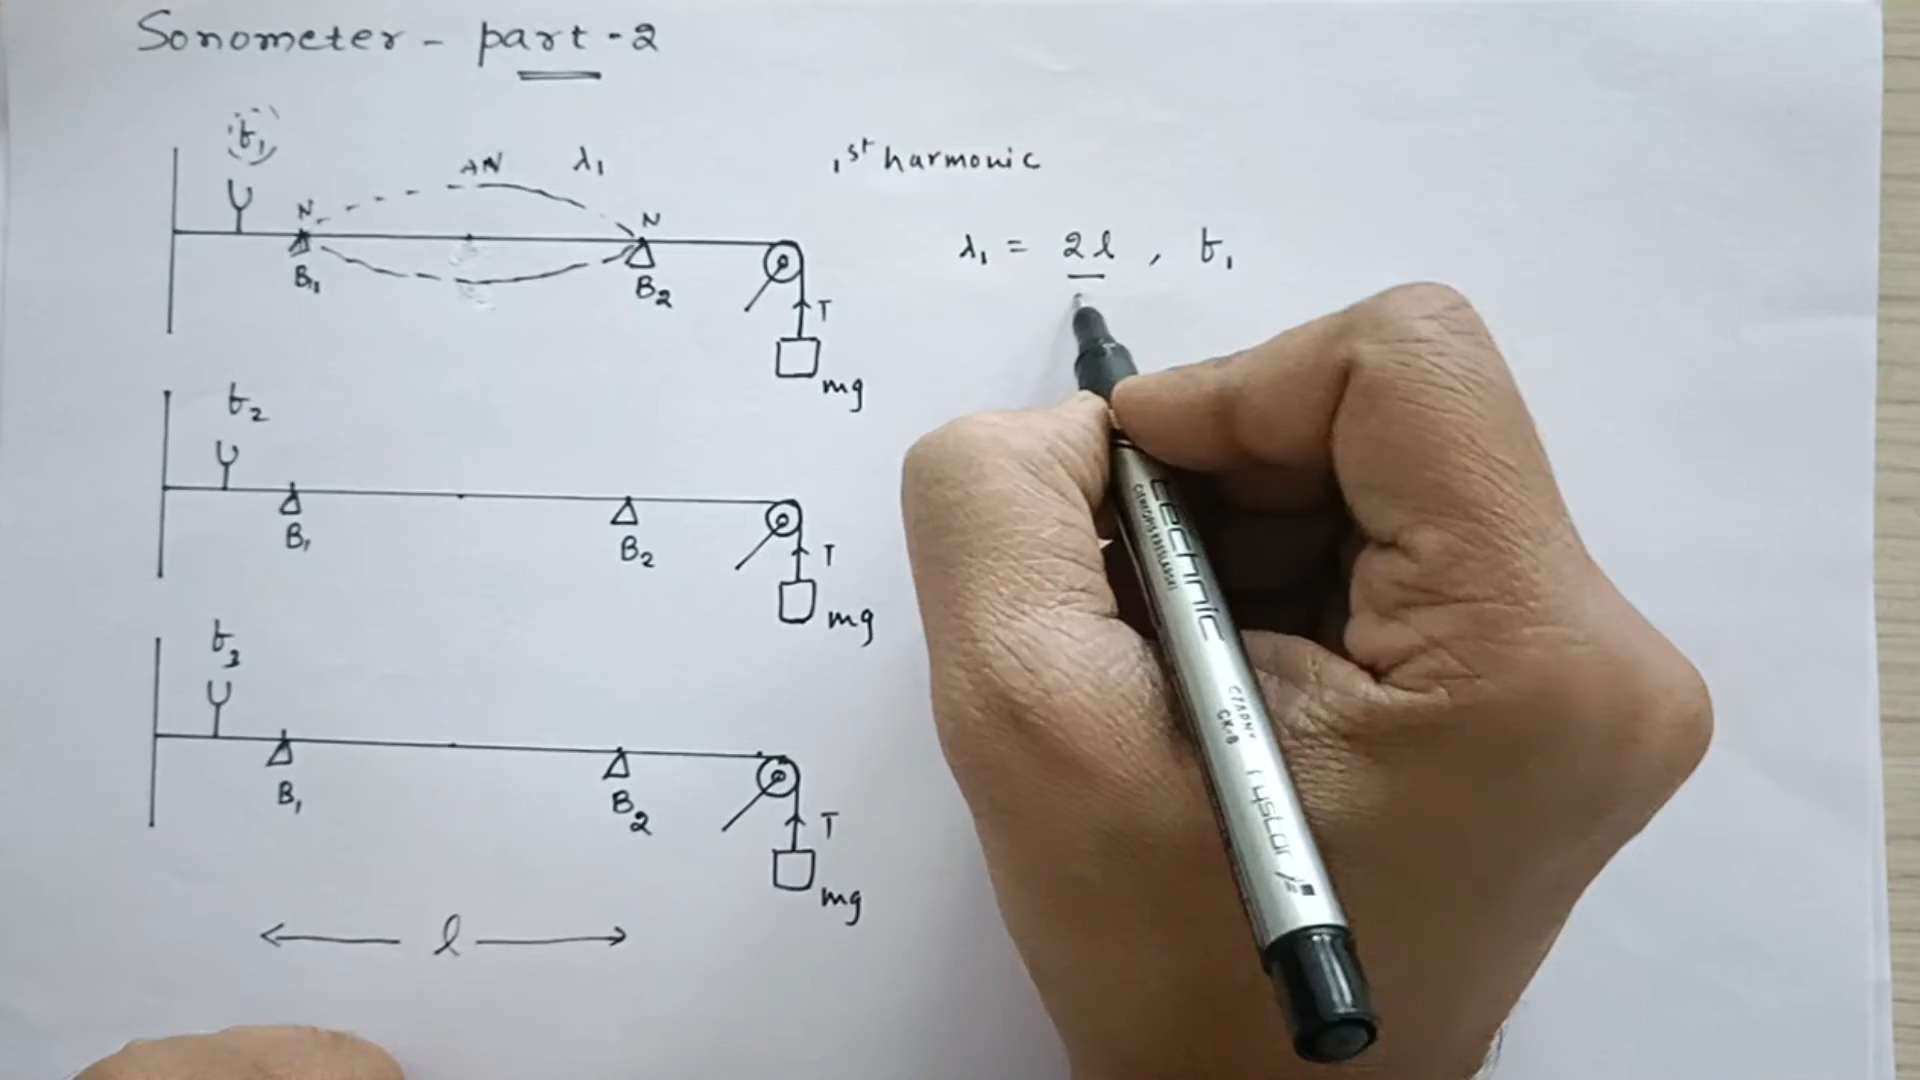 Sonometer - part - 2
f₁
AN λ₁
N N
B₁ B₂
T
mg
1st harmonic
λ₁ = 2l , f₁
f₂
B₁ B₂
T
mg
f₃
B₁ B₂
T
mg
l
technic